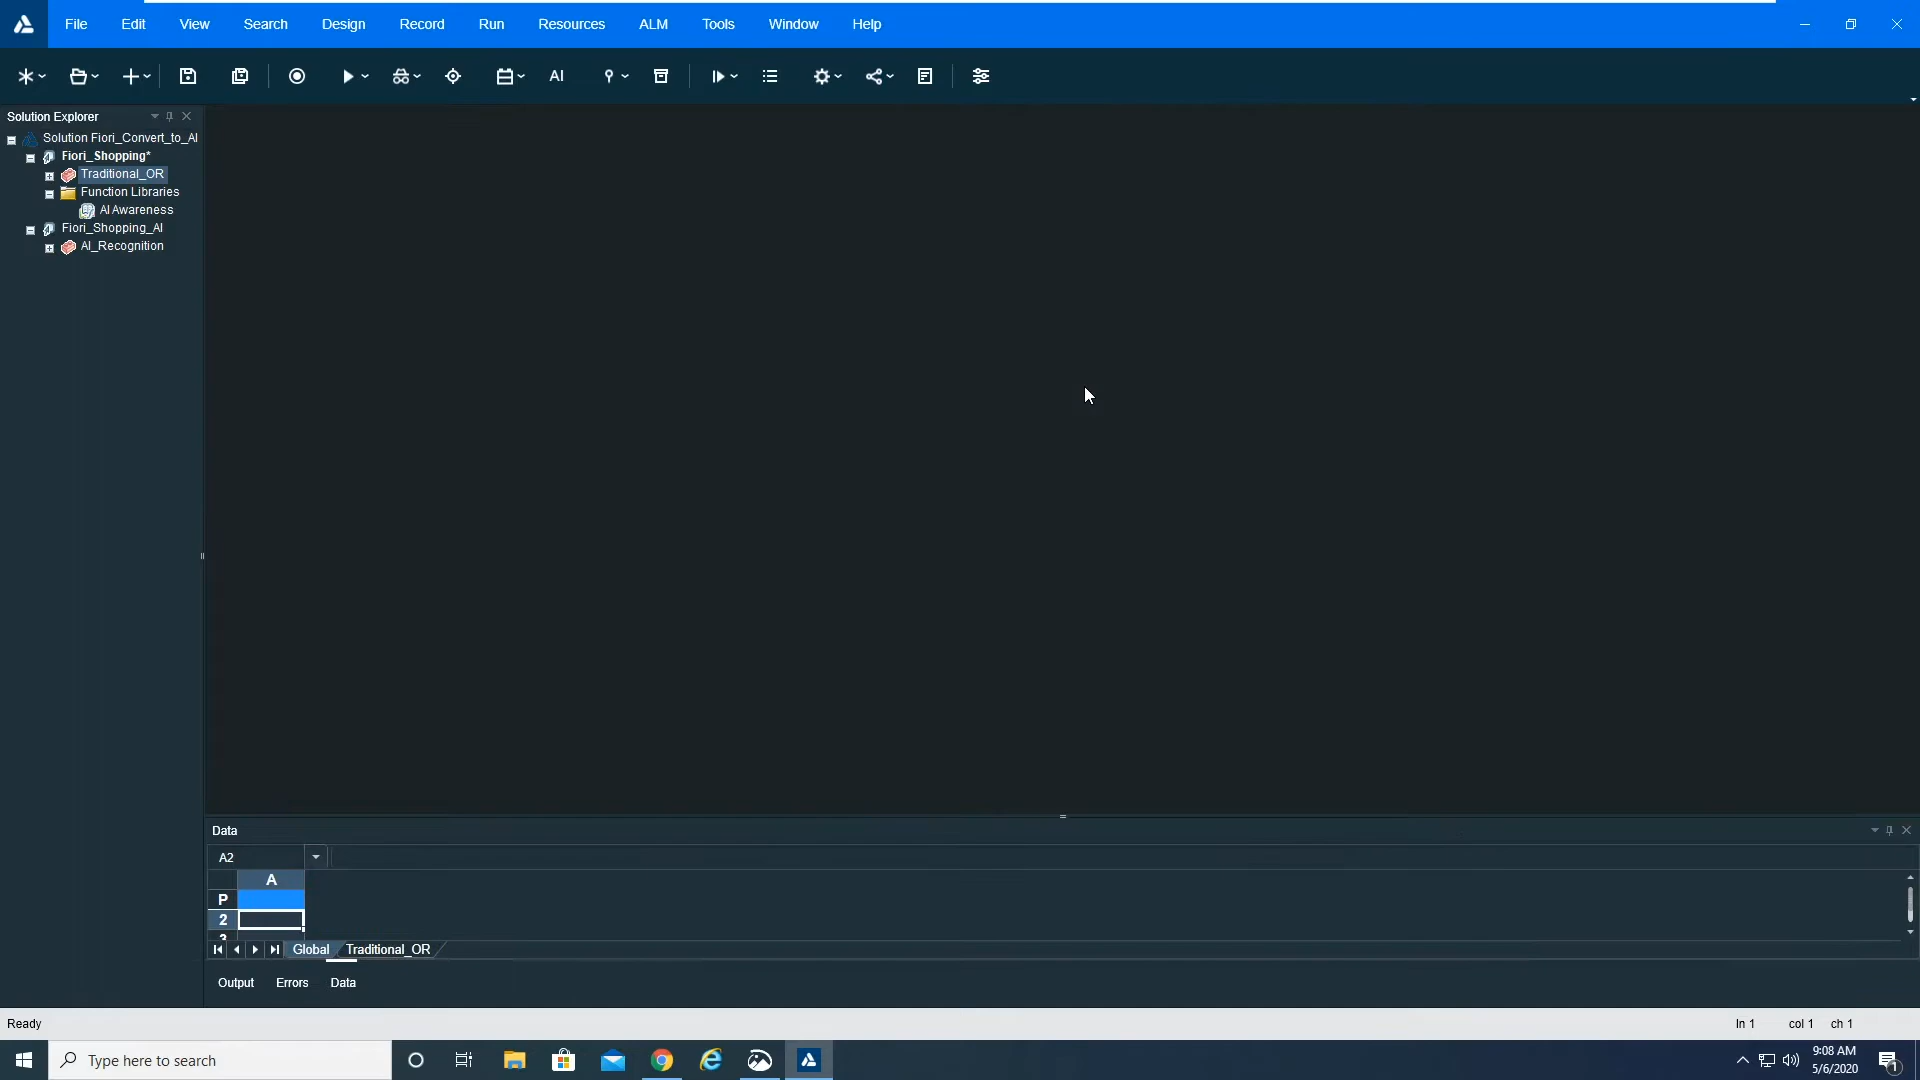 File Edit View Search Design Record Run Resources ALM Tools Window Help
AI
Solution Explorer
Solution Fiori_Convert_to_AI
Fiori_Shopping*
Traditional_OR
Function Libraries
AI Awareness
Fiori_Shopping_AI
AI_Recognition
Data
A2
A
P
2
3
Global Traditional_OR
Output Errors Data
Ready ln 1 col 1 ch 1
Type here to search
9:08 AM
5/6/2020
1